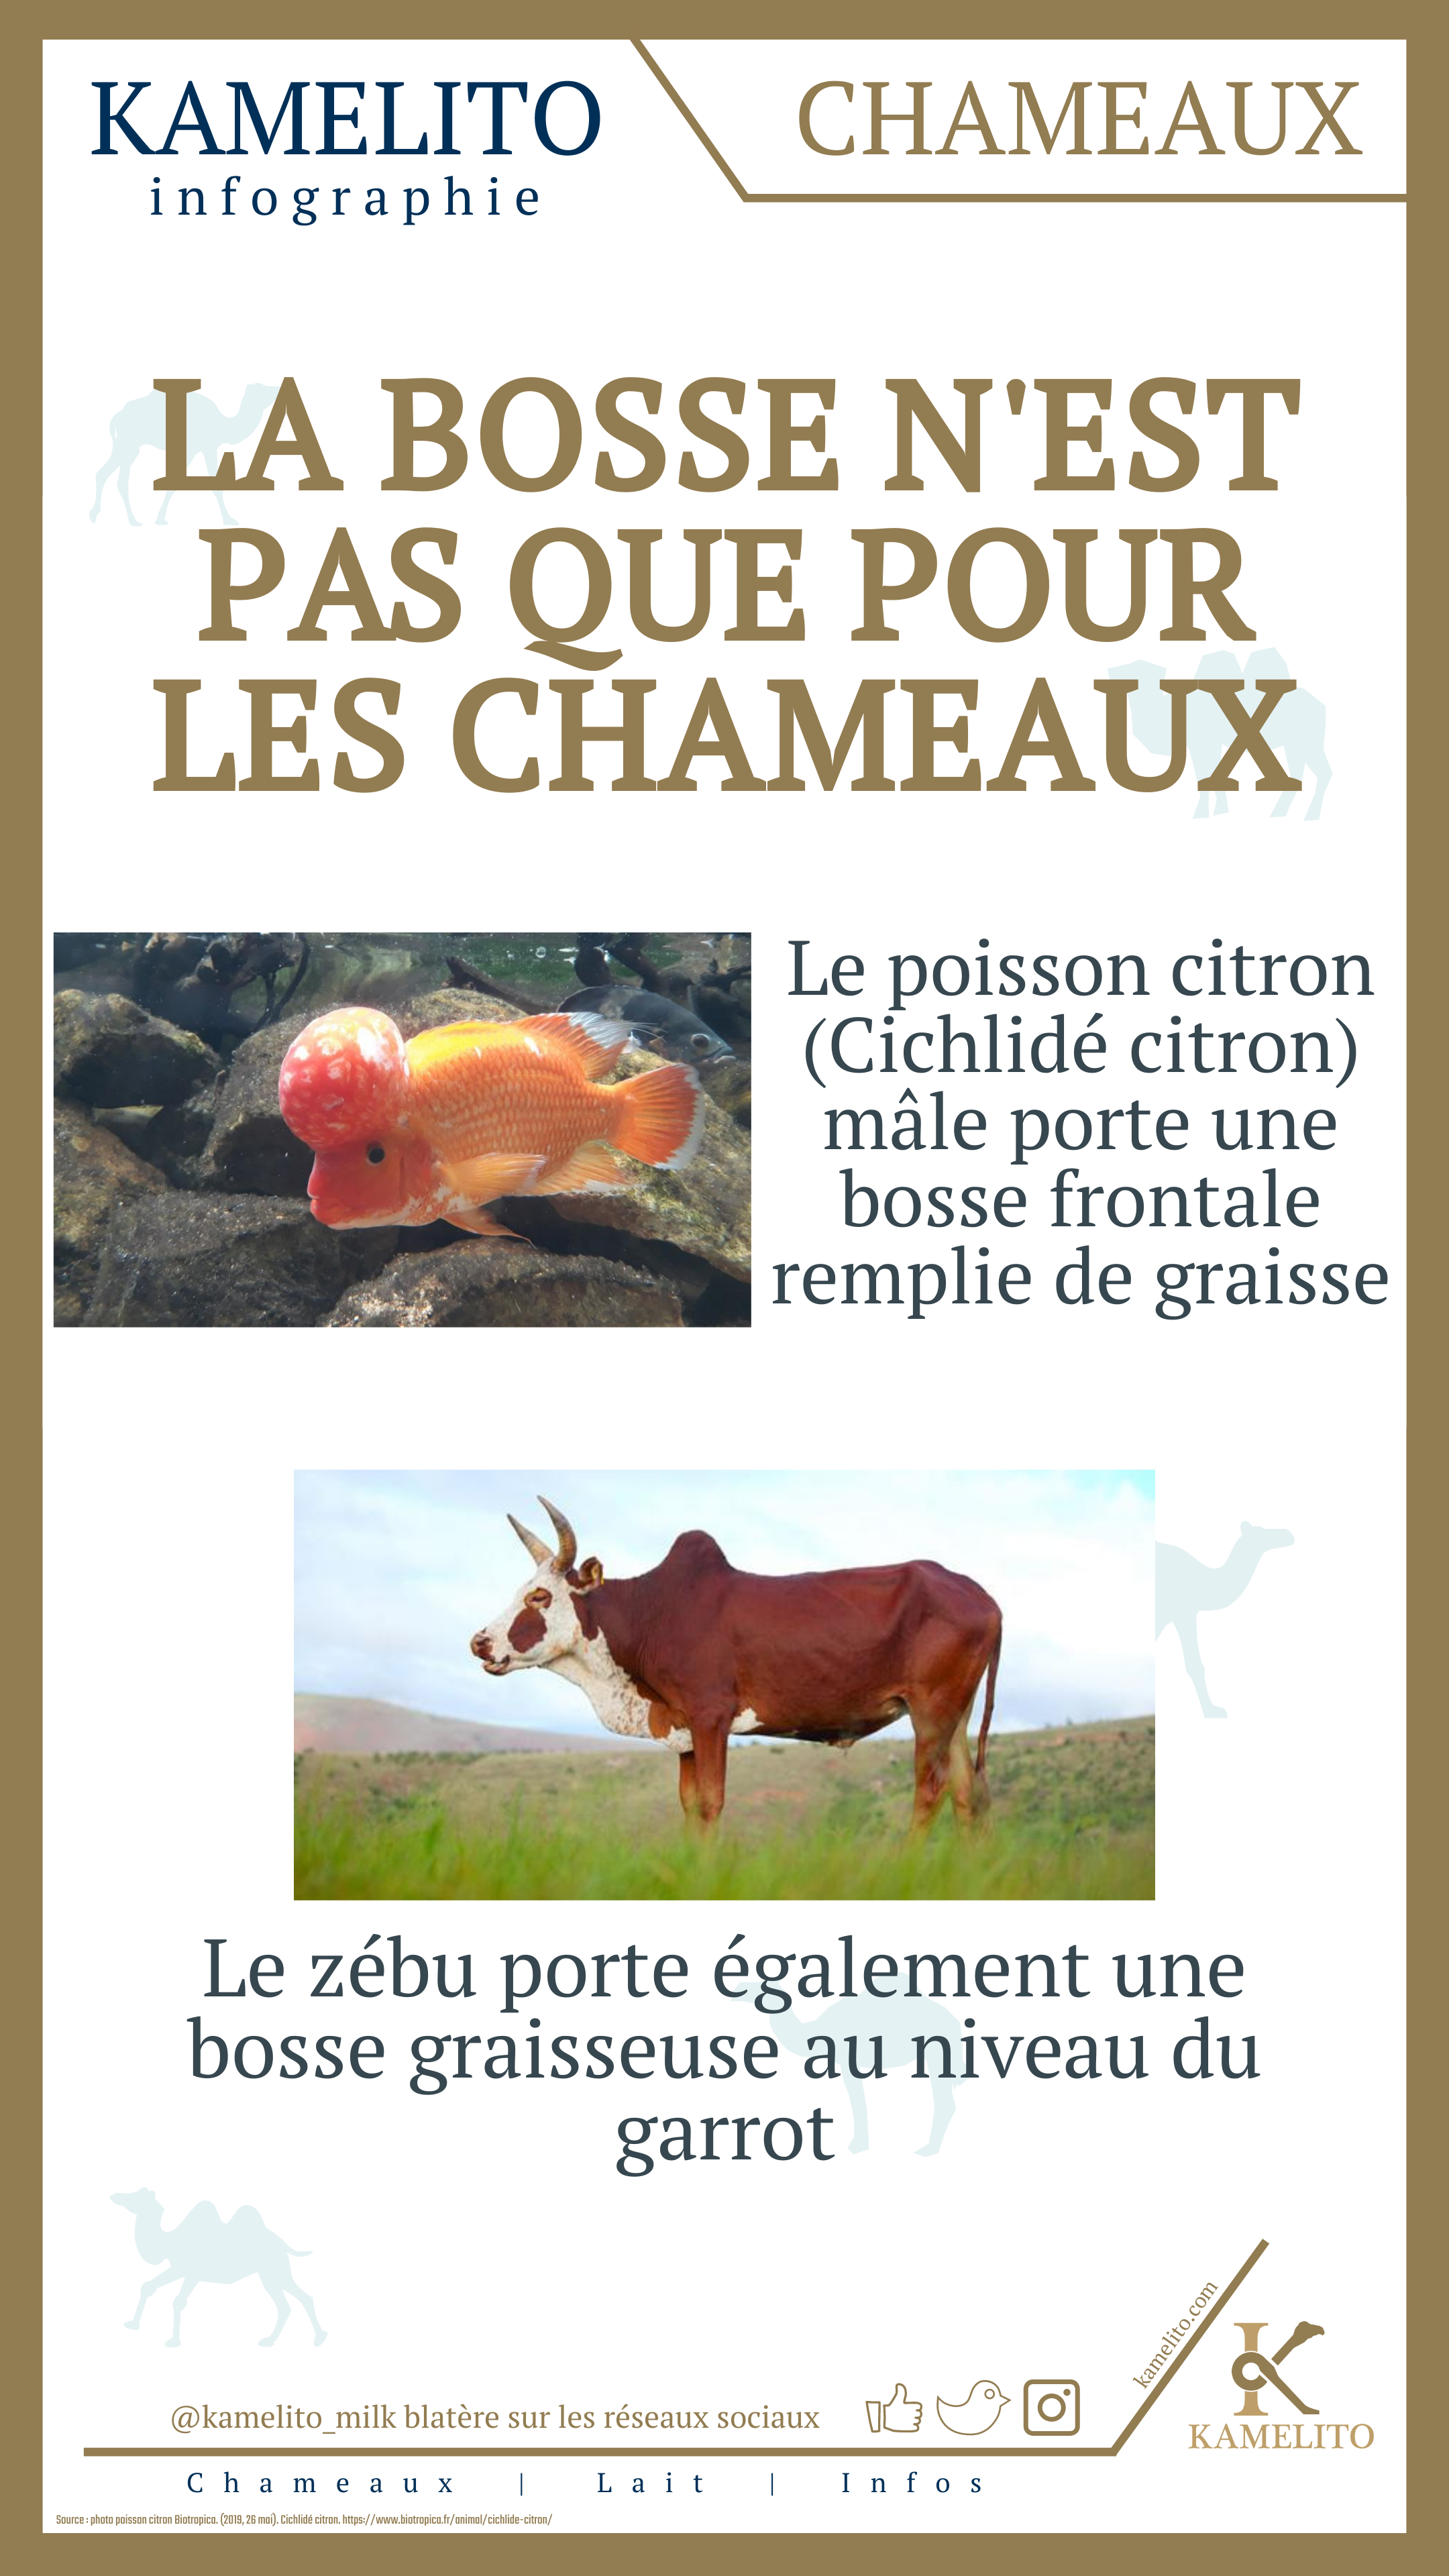 KAMELITO
infographie
CHAMEAUX
LA BOSSE N'EST
PAS QUE POUR
LES CHAMEAUX
Le poisson citron
(Cichlidé citron)
mâle porte une
bosse frontale
remplie de graisse
Le zébu porte également une
bosse graisseuse au niveau du
garrot
kamelito.com
@kamelito_milk blatère sur les réseaux sociaux
KAMELITO
Chameaux | Lait | Infos
Source : photo poisson citron Biotropica. (2019, 26 mai). Cichlidé citron. https://www.biotropica.fr/animal/cichlide-citron/